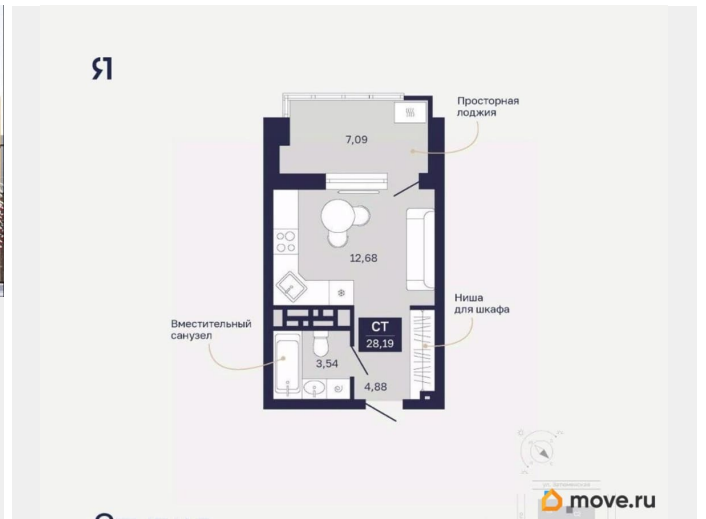 Я
Просторная
лоджия
7,09
12,68
Ниша
для шкафа
СТ
28,19
Вместительный
санузел
3,54
4,88
move.ru